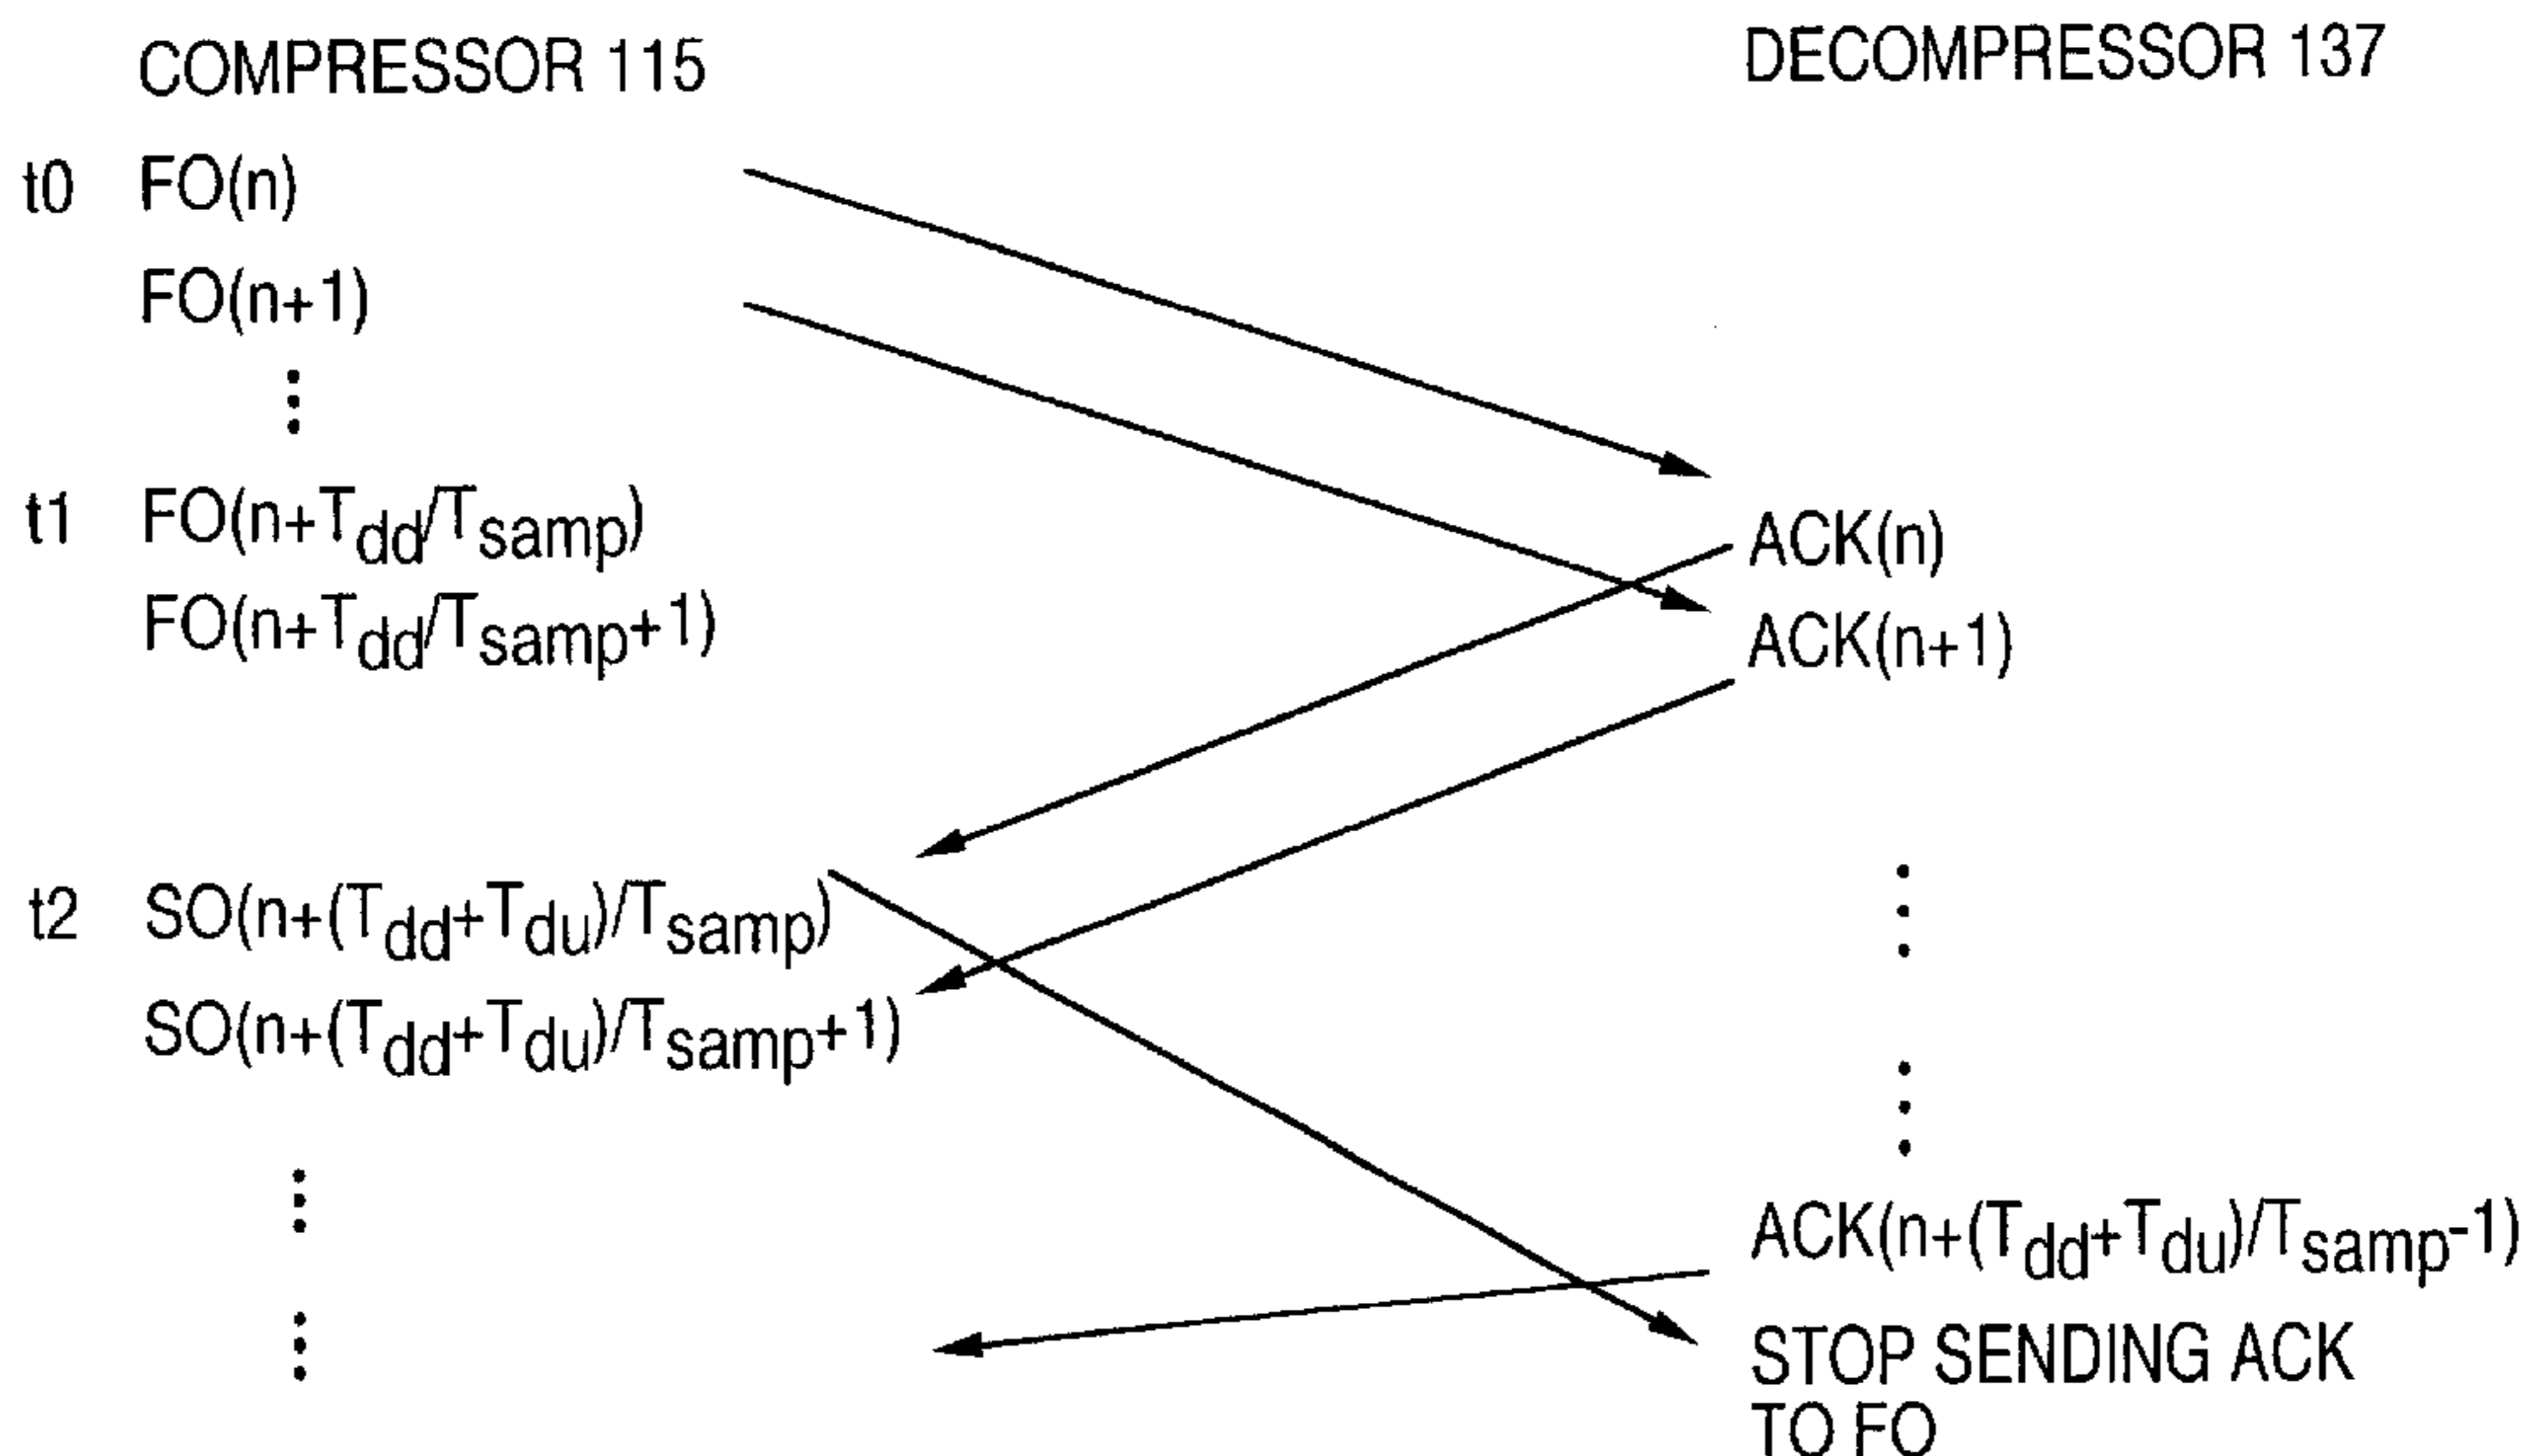 COMPRESSOR 115 DECOMPRESSOR 137
t0 FO(n)
FO(n+1)
t1 FO(n+Tdd/Tsamp)
ACK(n)
FO(n+Tdd/Tsamp+1)
ACK(n+1)
t2 SO(n+(Tdd+Tdu)/Tsamp)
SO(n+(Tdd+Tdu)/Tsamp+1)
ACK(n+(Tdd+Tdu)/Tsamp-1)
STOP SENDING ACK
TO FO